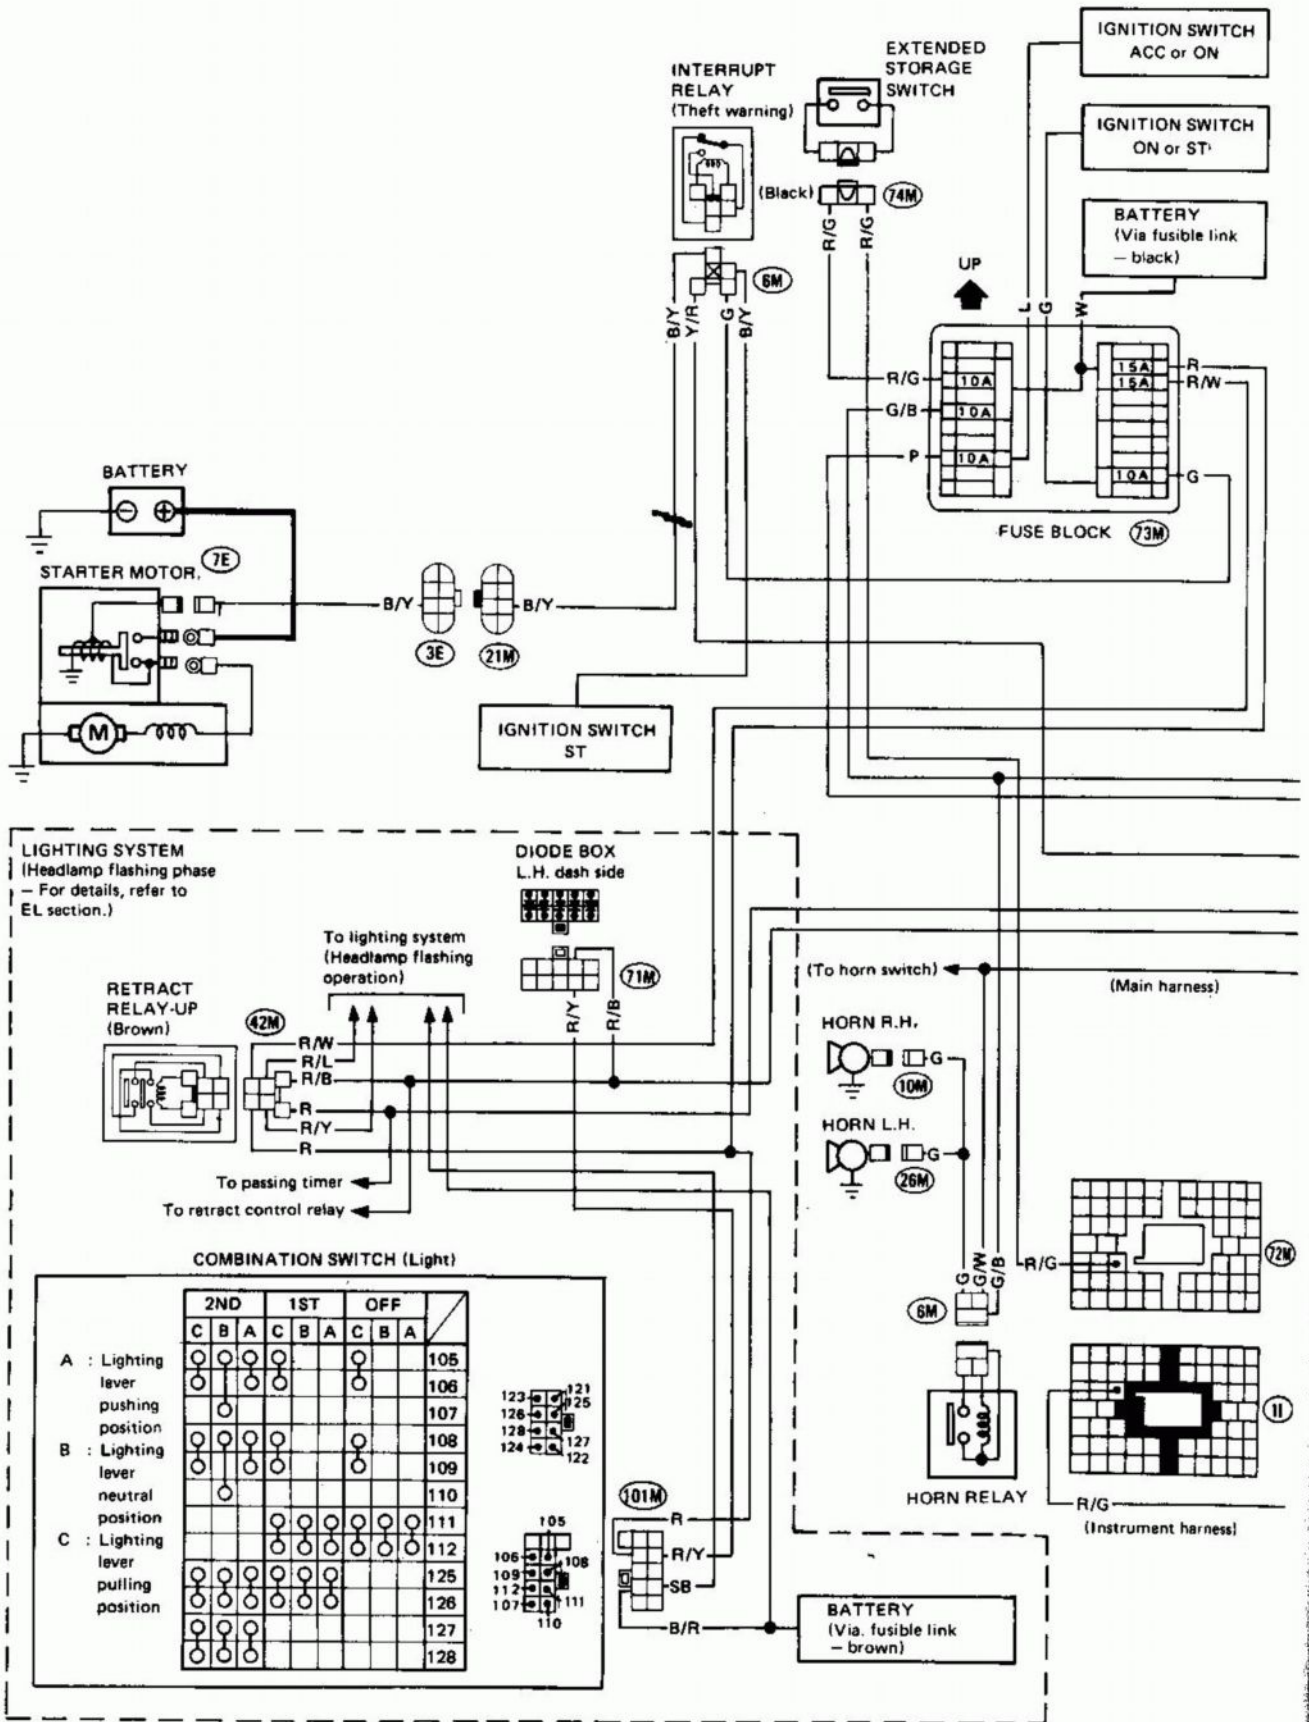 IGNITION SWITCH
ACC or ON
EXTENDED
STORAGE
SWITCH
INTERRUPT
RELAY
(Theft warning)
IGNITION SWITCH
ON or ST
(Black)
74M
BATTERY
(Via fusible link
– black)
R/G
R/G
UP
6M
B/Y
Y/R
G
B/Y
L
G
W
R/G
10A
15A
R
15A
R/W
G/B
10A
P
10A
10A
G
FUSE BLOCK
73M
BATTERY
7E
STARTER MOTOR
B/Y
B/Y
3E
21M
M
IGNITION SWITCH
ST
LIGHTING SYSTEM
(Headlamp flashing phase
– For details, refer to
EL section.)
DIODE BOX
L.H. dash side
To lighting system
(Headlamp flashing
operation)
71M
(To horn switch)
(Main harness)
RETRACT
RELAY-UP
(Brown)
42M
R/Y
R/B
R/W
R/L
R/B
R
R/Y
R
HORN R.H.
G
10M
HORN L.H.
G
26M
To passing timer
To retract control relay
G
G/W
G/B
R/G
72M
6M
COMBINATION SWITCH (Light)
2ND 1ST OFF
C B A C B A C B A
105
106
107
108
109
110
111
112
125
126
127
128
A : Lighting
lever
pushing
position
B : Lighting
lever
neutral
position
C : Lighting
lever
pulling
position
123
121
125
126
128
127
124
122
105
106
108
109
112
111
107
110
101M
R
R/Y
SB
B/R
HORN RELAY
11
R/G
(Instrument harness)
BATTERY
(Via. fusible link
– brown)